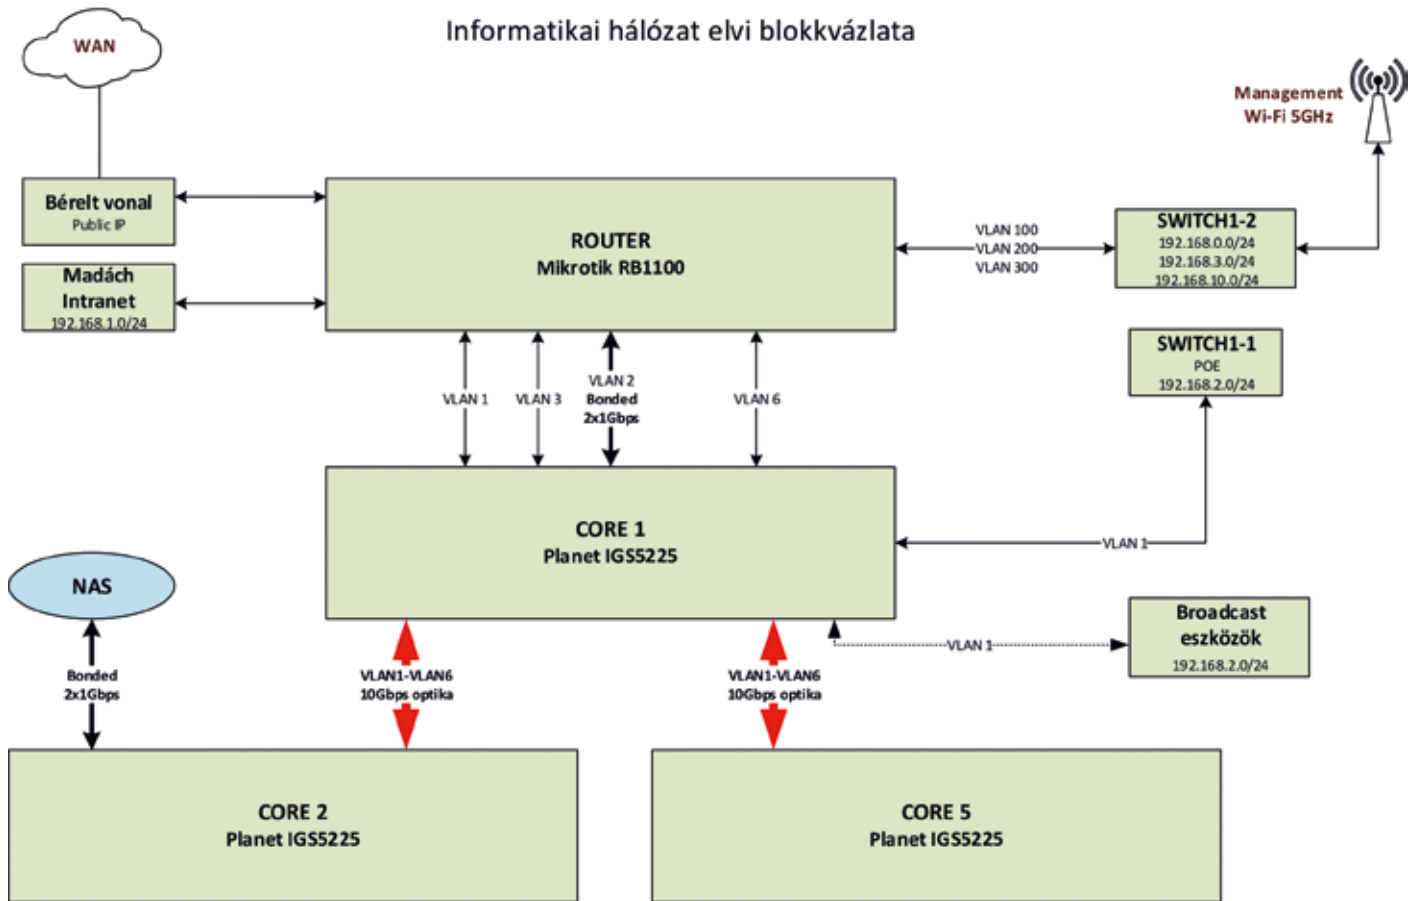 Informatikai hálózat elvi blokkvázlata
WAN
Management
Wi-Fi 5GHz
Bérelt vonal
Public IP
Madách
Intranet
192.168.1.0/24
ROUTER
Mikrotik RB1100
VLAN 100
VLAN 200
VLAN 300
SWITCH1-2
192.168.0.0/24
192.168.3.0/24
192.168.10.0/24
SWITCH1-1
POE
192.168.2.0/24
VLAN 1
VLAN 3
VLAN 2
Bonded
2x1Gbps
VLAN 6
CORE 1
Planet IGS5225
VLAN 1
NAS
Broadcast
eszközök
192.168.2.0/24
VLAN 1
Bonded
2x1Gbps
VLAN1-VLAN6
10Gbps optika
VLAN1-VLAN6
10Gbps optika
CORE 2
Planet IGS5225
CORE 5
Planet IGS5225